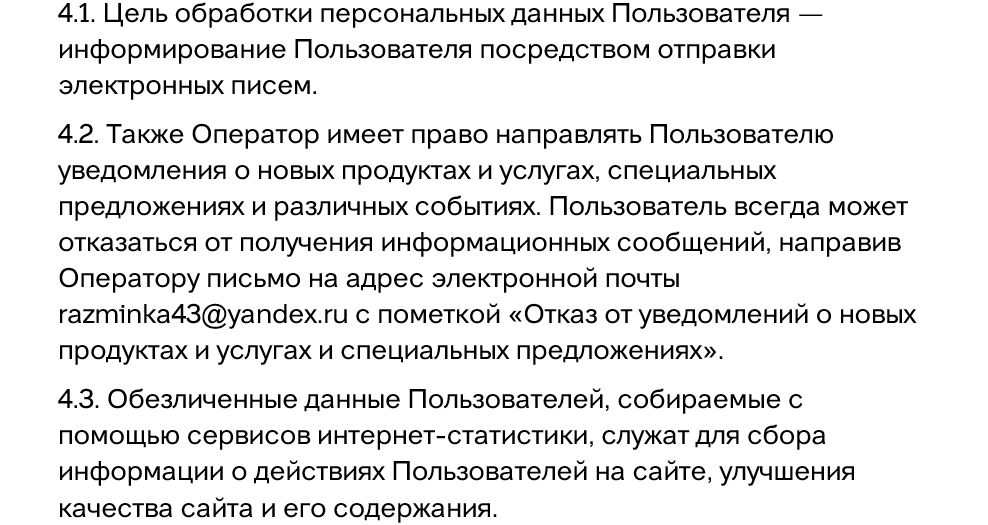 4.1. Цель обработки персональных данных Пользователя —
информирование Пользователя посредством отправки
электронных писем.
4.2. Также Оператор имеет право направлять Пользователю
уведомления о новых продуктах и услугах, специальных
предложениях и различных событиях. Пользователь всегда может
отказаться от получения информационных сообщений, направив
Оператору письмо на адрес электронной почты
razminka43@yandex.ru с пометкой «Отказ от уведомлений о новых
продуктах и услугах и специальных предложениях».
4.3. Обезличенные данные Пользователей, собираемые с
помощью сервисов интернет-статистики, служат для сбора
информации о действиях Пользователей на сайте, улучшения
качества сайта и его содержания.